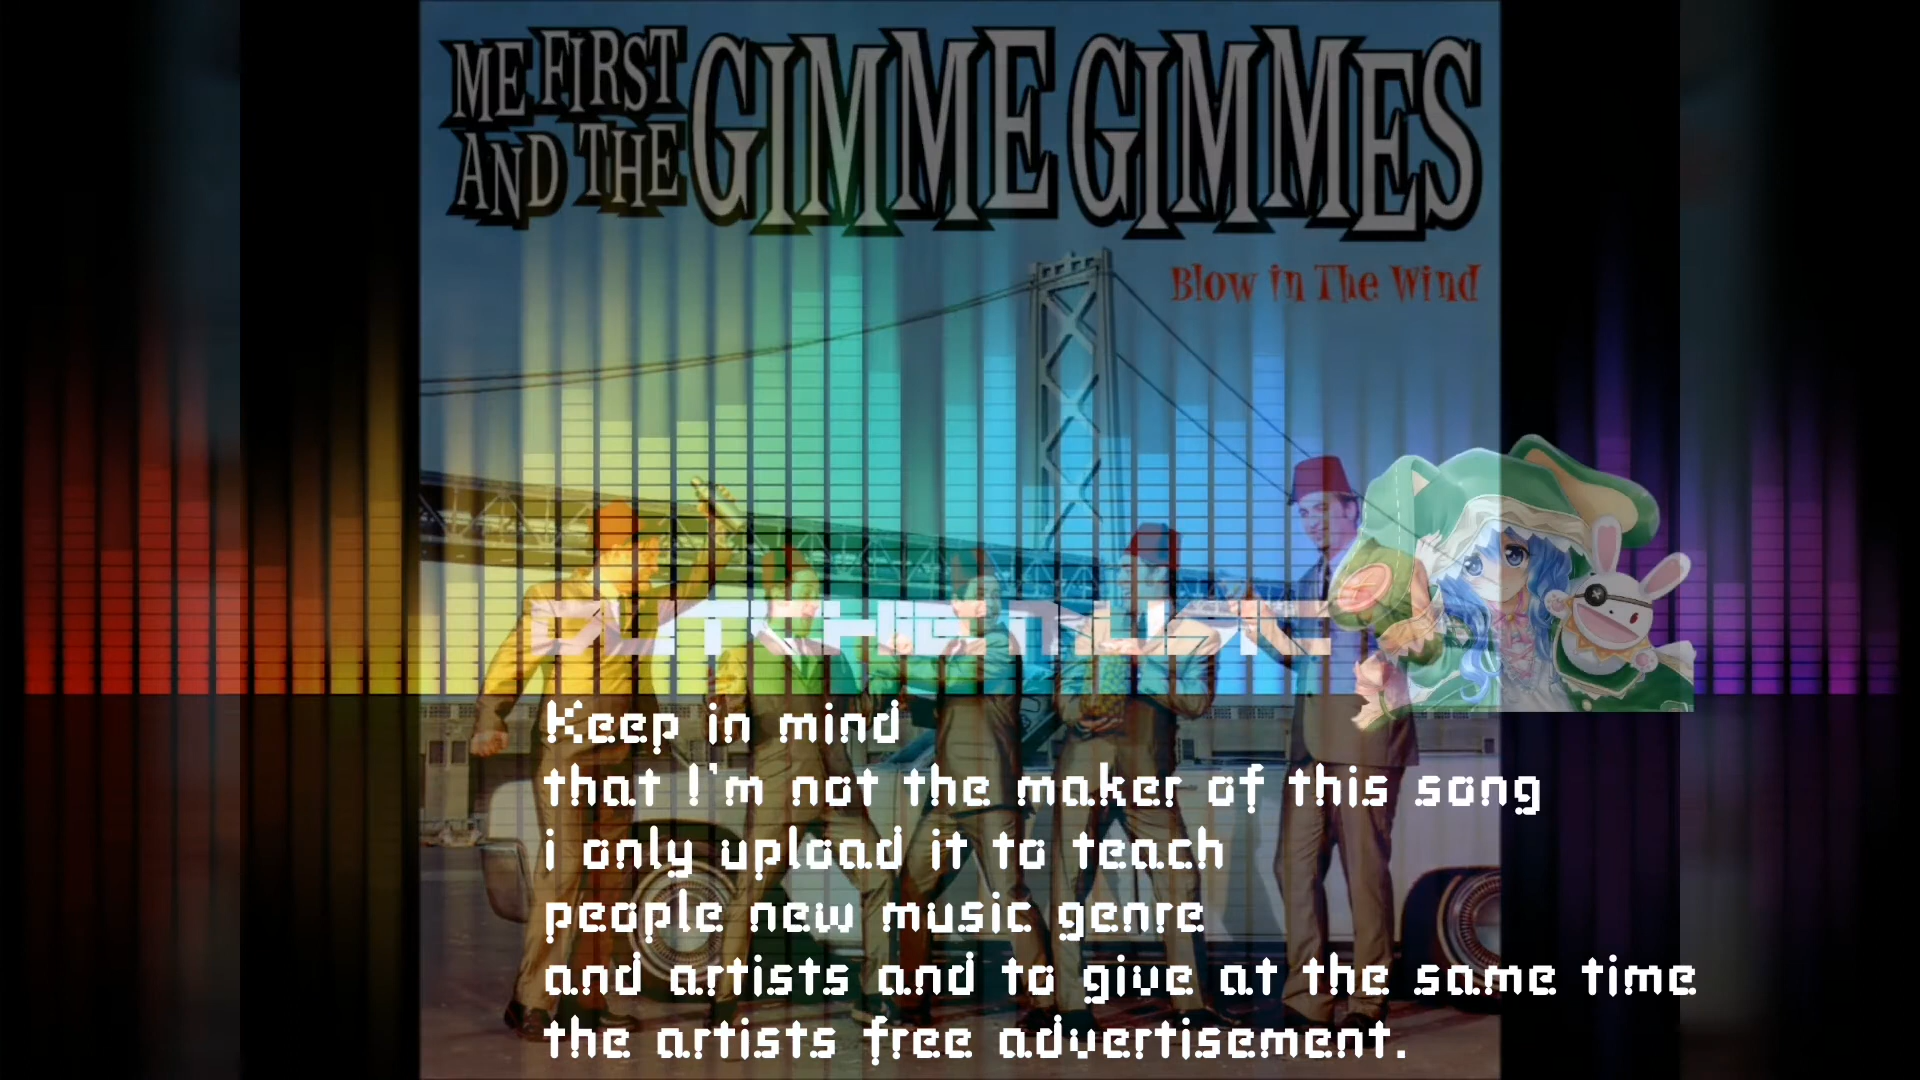 ME FIRST
AND THE
GIMME GIMMES
Blow in The Wind
DUTCHIE MUSIC
Keep in mind
that I'm not the maker of this song
i only upload it to teach
people new music genre
and artists and to give at the same time
the artists free advertisement.